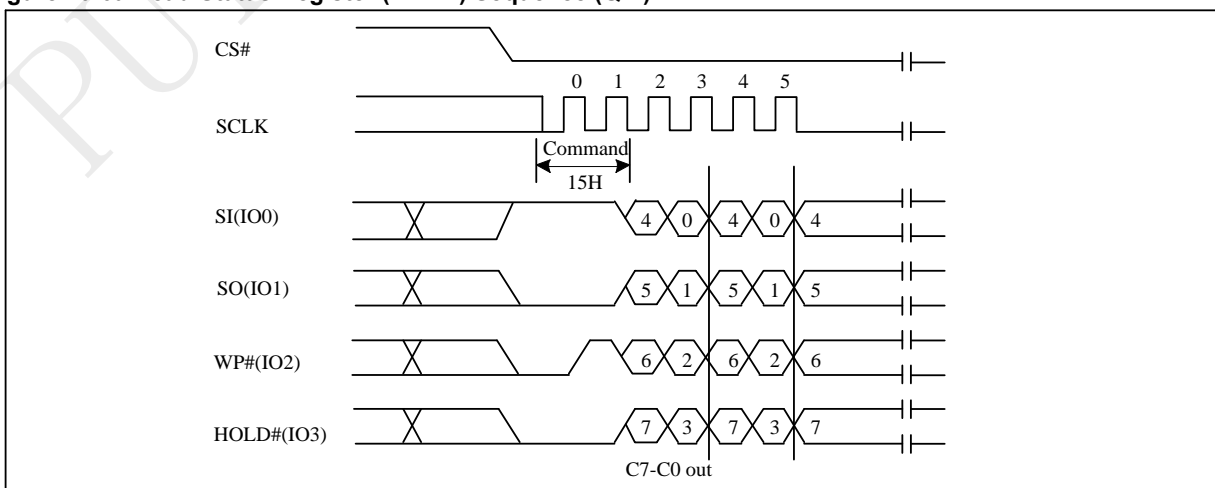 CS#
0 1 2 3 4 5
SCLK
Command
15H
SI(IO0) 4 0 4 0 4
SO(IO1) 5 1 5 1 5
WP#(IO2) 6 2 6 2 6
HOLD#(IO3) 7 3 7 3 7
C7-C0 out